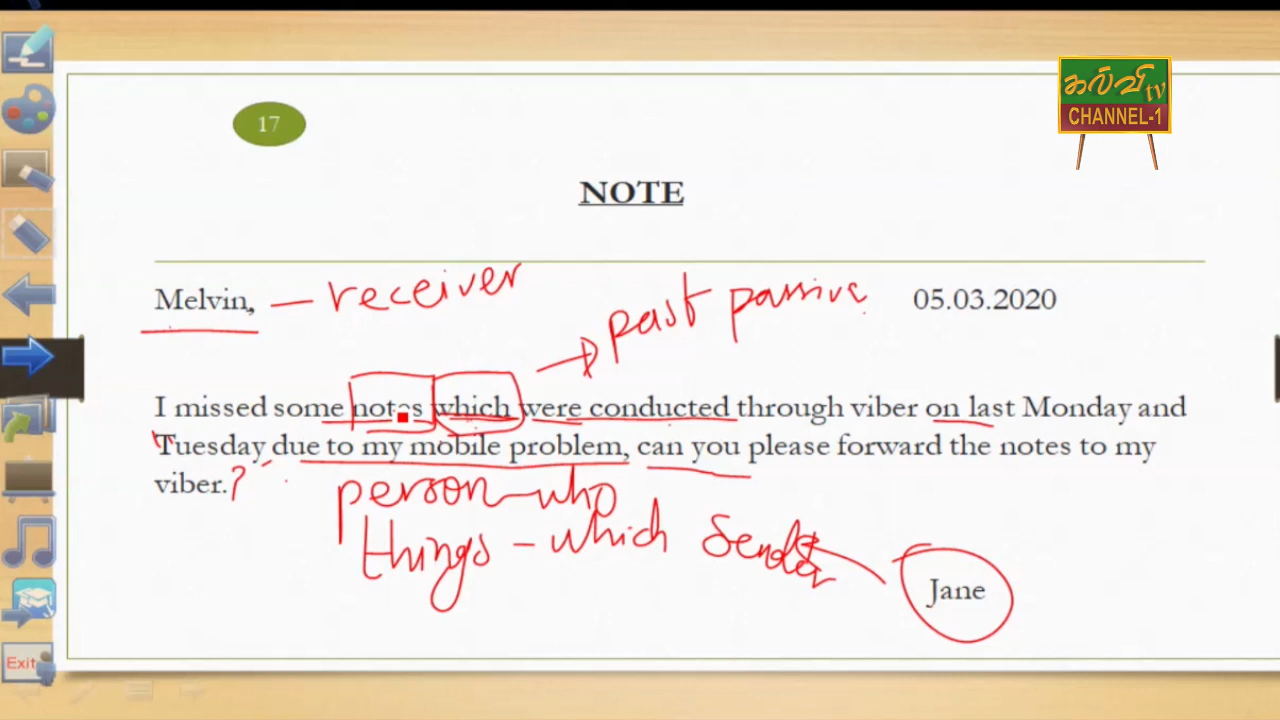 கல்வி tv
CHANNEL-1
17
NOTE
Melvin, – receiver
past passive
05.03.2020
I missed some notes which were conducted through viber on last Monday and
Tuesday due to my mobile problem, can you please forward the notes to my
viber.?
person – who
things – which
Sender
Jane
Exit